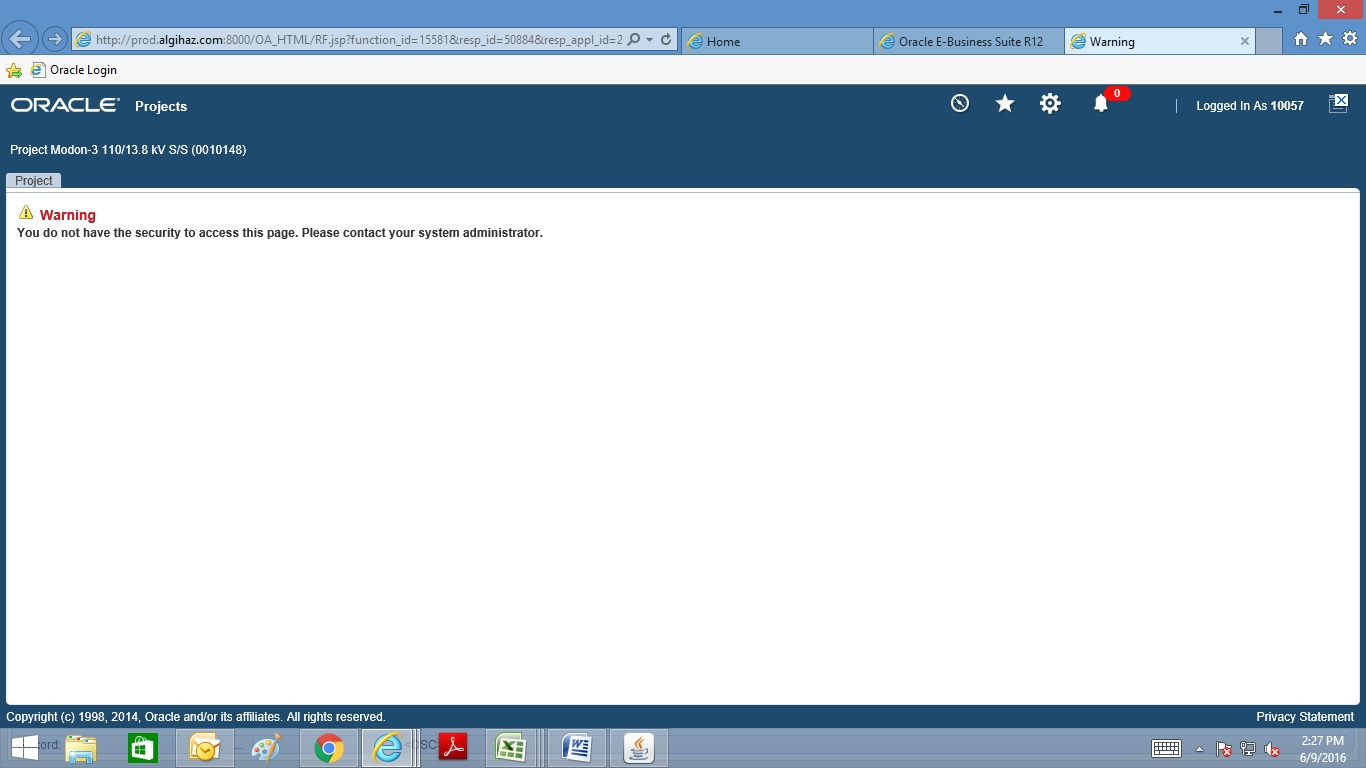 http://prod.algihaz.com:8000/OA_HTML/RF.jsp?function_id=15581&resp_id=50884&resp_appl_id=2
Home
Oracle E-Business Suite R12
Warning
Oracle Login
ORACLE Projects
0
Logged In As 10057
Project Modon-3 110/13.8 kV S/S (0010148)
Project
Warning
You do not have the security to access this page. Please contact your system administrator.
Copyright (c) 1998, 2014, Oracle and/or its affiliates. All rights reserved.
Privacy Statement
2:27 PM
6/9/2016